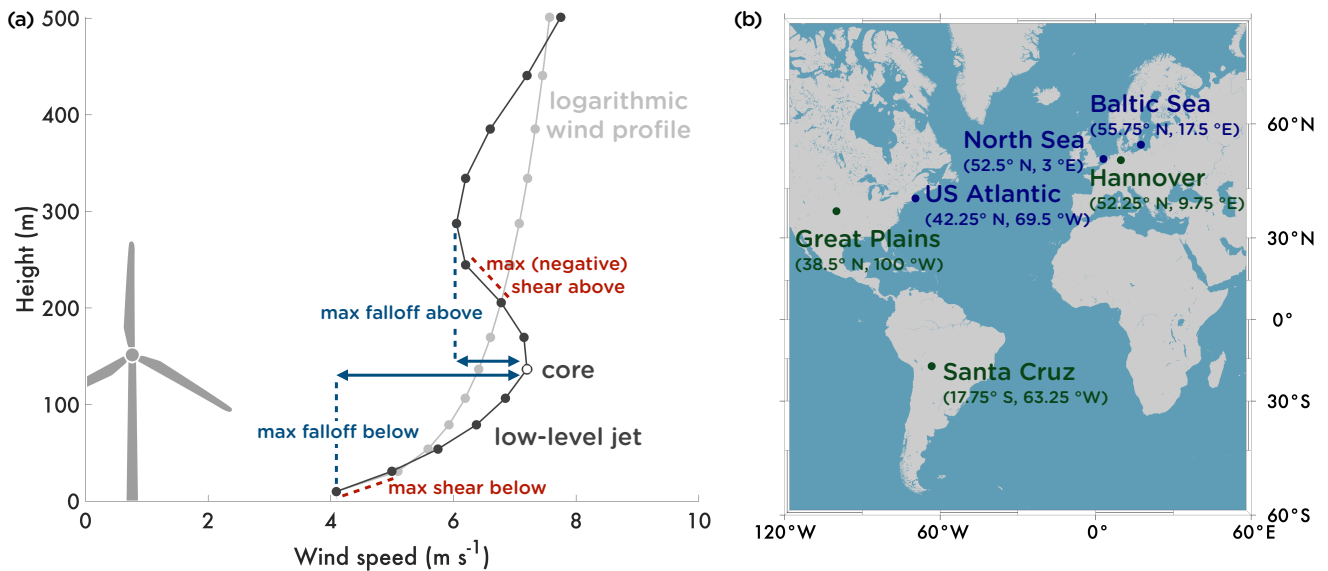 (a)
500
400
300
200
100
0
Height (m)
0
2
4
6
8
10
Wind speed (m s⁻¹)
logarithmic
wind profile
max (negative)
shear above
max falloff above
core
max falloff below
low-level jet
max shear below
(b)
Baltic Sea
(55.75° N, 17.5 °E)
North Sea
(52.5° N, 3 °E)
Hannover
(52.25° N, 9.75 °E)
US Atlantic
(42.25° N, 69.5 °W)
Great Plains
(38.5° N, 100 °W)
Santa Cruz
(17.75° S, 63.25 °W)
60°N
30°N
0°
30°S
60°S
120°W
60°W
0°
60°E